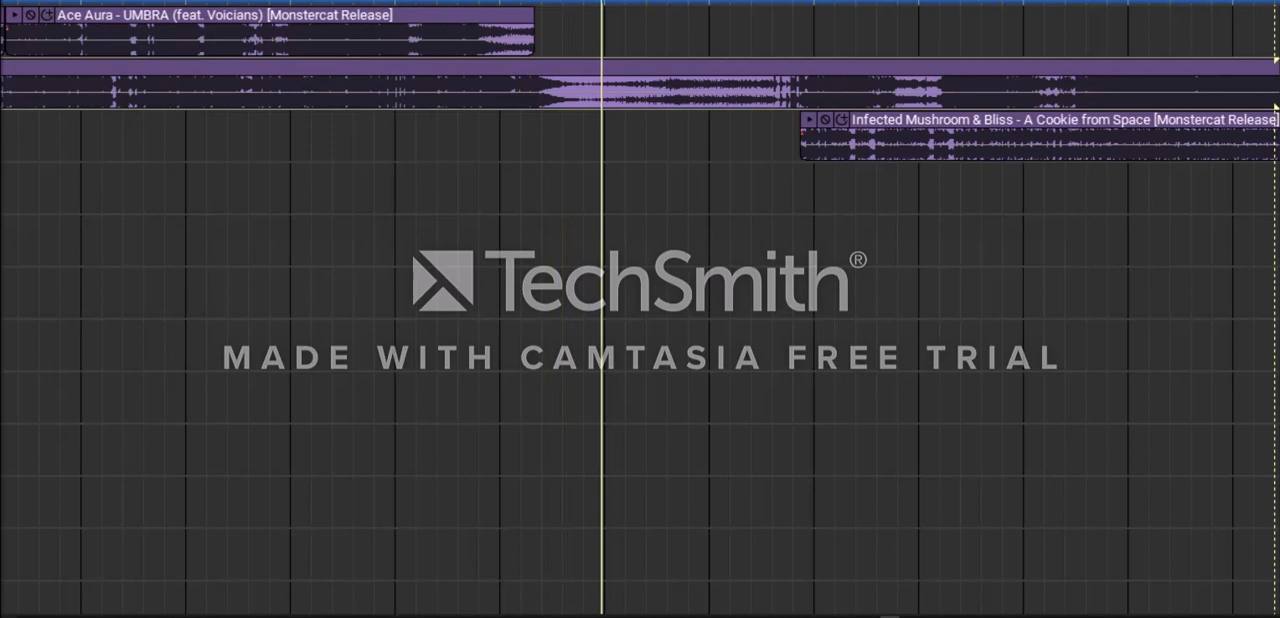 Ace Aura - UMBRA (feat. Voicians) [Monstercat Release]
Infected Mushroom & Bliss - A Cookie from Space [Monstercat Release]
TechSmith®
MADE WITH CAMTASIA FREE TRIAL